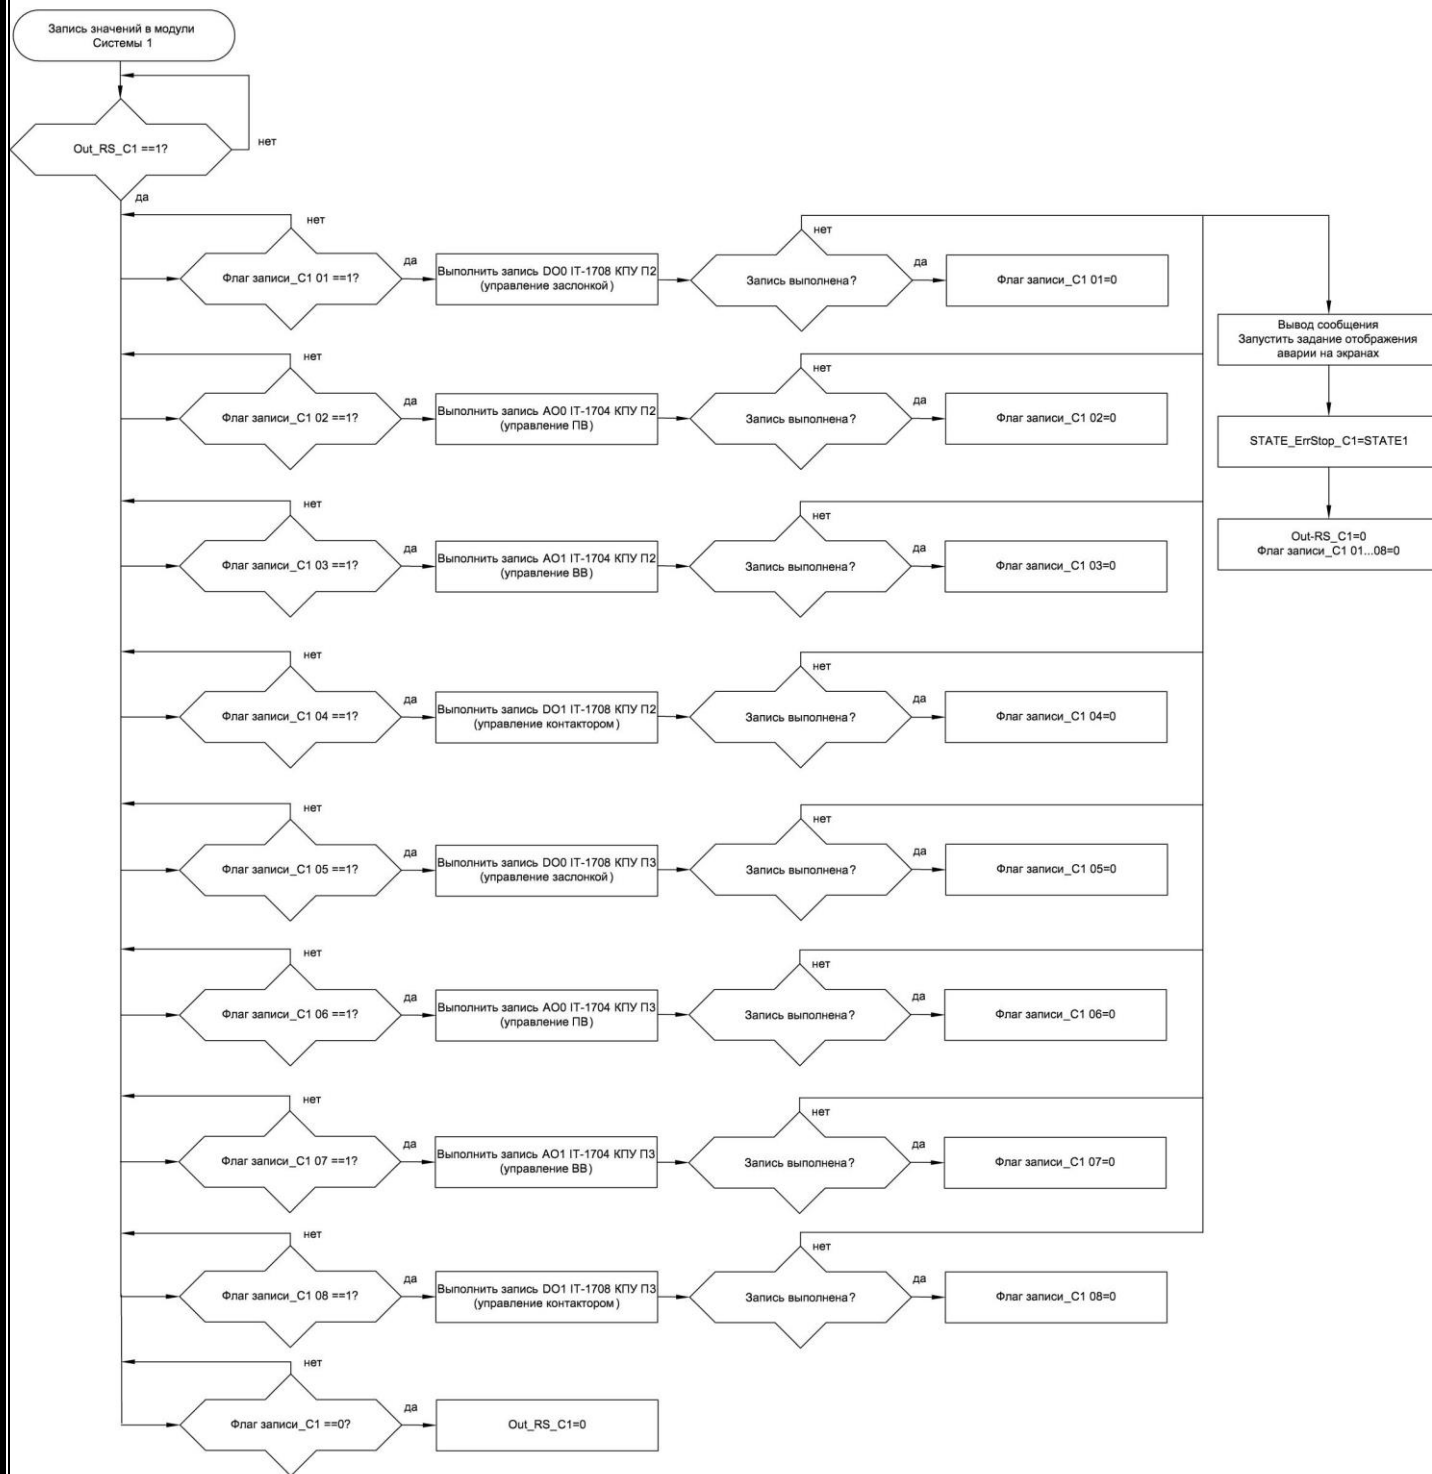 Запись значений в модули
Системы 1
Out_RS_C1 ==1?
нет
да
нет
Флаг записи_C1 01 ==1?
да
Выполнить запись DO0 IT-1708 КПУ П2
(управление заслонкой)
нет
Запись выполнена?
да
Флаг записи_C1 01=0
Вывод сообщения
Запустить задание отображения
аварии на экранах
нет
Флаг записи_C1 02 ==1?
да
Выполнить запись AO0 IT-1704 КПУ П2
(управление ПВ)
нет
Запись выполнена?
да
Флаг записи_C1 02=0
STATE_ErrStop_C1=STATE1
нет
Флаг записи_C1 03 ==1?
да
Выполнить запись AO1 IT-1704 КПУ П2
(управление ВВ)
нет
Запись выполнена?
да
Флаг записи_C1 03=0
Out-RS_C1=0
Флаг записи_C1 01...08=0
нет
Флаг записи_C1 04 ==1?
да
Выполнить запись DO1 IT-1708 КПУ П2
(управление контактором)
нет
Запись выполнена?
да
Флаг записи_C1 04=0
нет
Флаг записи_C1 05 ==1?
да
Выполнить запись DO0 IT-1708 КПУ П3
(управление заслонкой)
нет
Запись выполнена?
да
Флаг записи_C1 05=0
нет
Флаг записи_C1 06 ==1?
да
Выполнить запись AO0 IT-1704 КПУ П3
(управление ПВ)
нет
Запись выполнена?
да
Флаг записи_C1 06=0
нет
Флаг записи_C1 07 ==1?
да
Выполнить запись AO1 IT-1704 КПУ П3
(управление ВВ)
нет
Запись выполнена?
да
Флаг записи_C1 07=0
нет
Флаг записи_C1 08 ==1?
да
Выполнить запись DO1 IT-1708 КПУ П3
(управление контактором)
нет
Запись выполнена?
да
Флаг записи_C1 08=0
нет
Флаг записи_C1 ==0?
да
Out_RS_C1=0